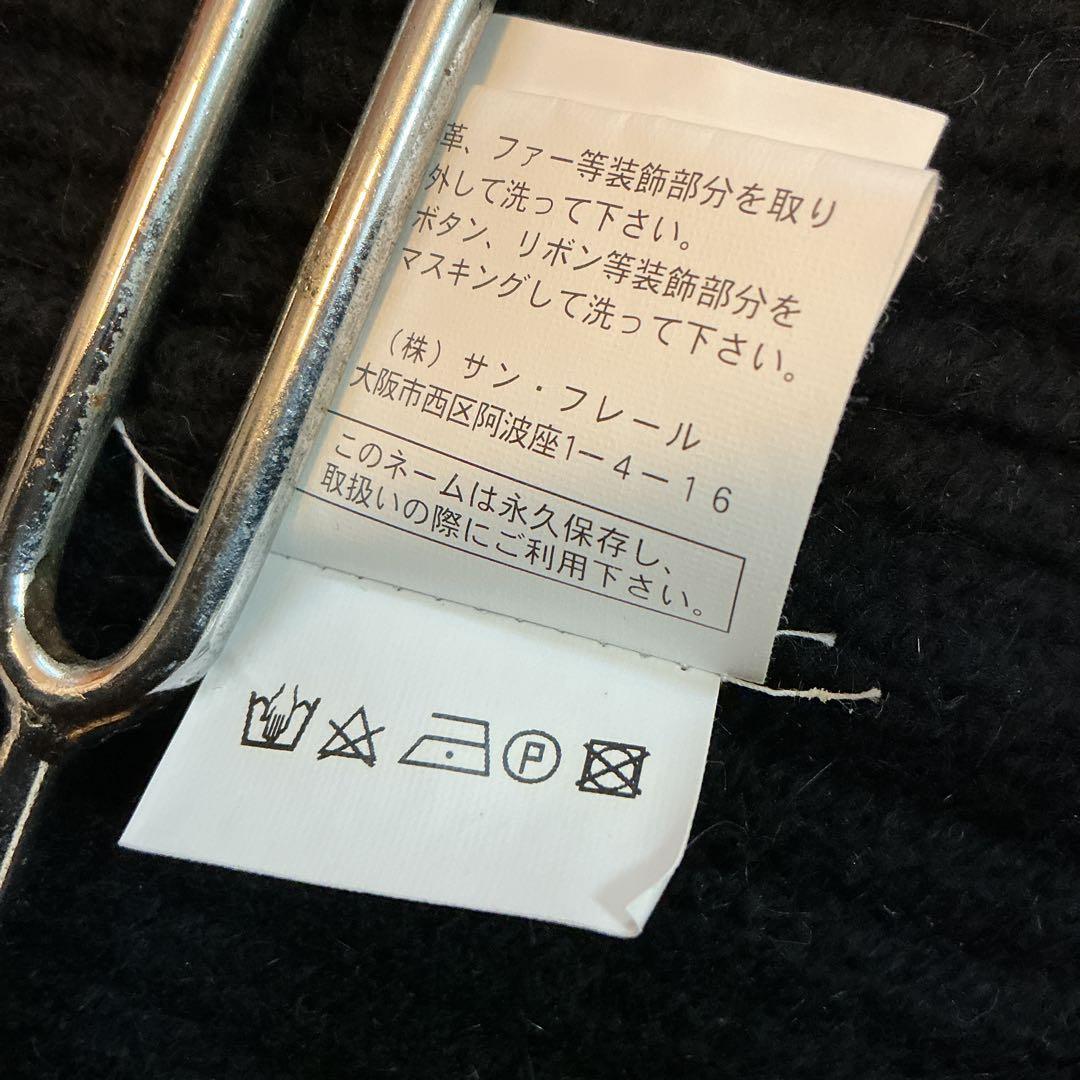 革、ファー等装飾部分を取り
外して洗って下さい。
ボタン、リボン等装飾部分を
マスキングして洗って下さい。
（株）サン・フレール
大阪市西区阿波座1－4－16
このネームは永久保存し、
取扱いの際にご利用下さい。
P